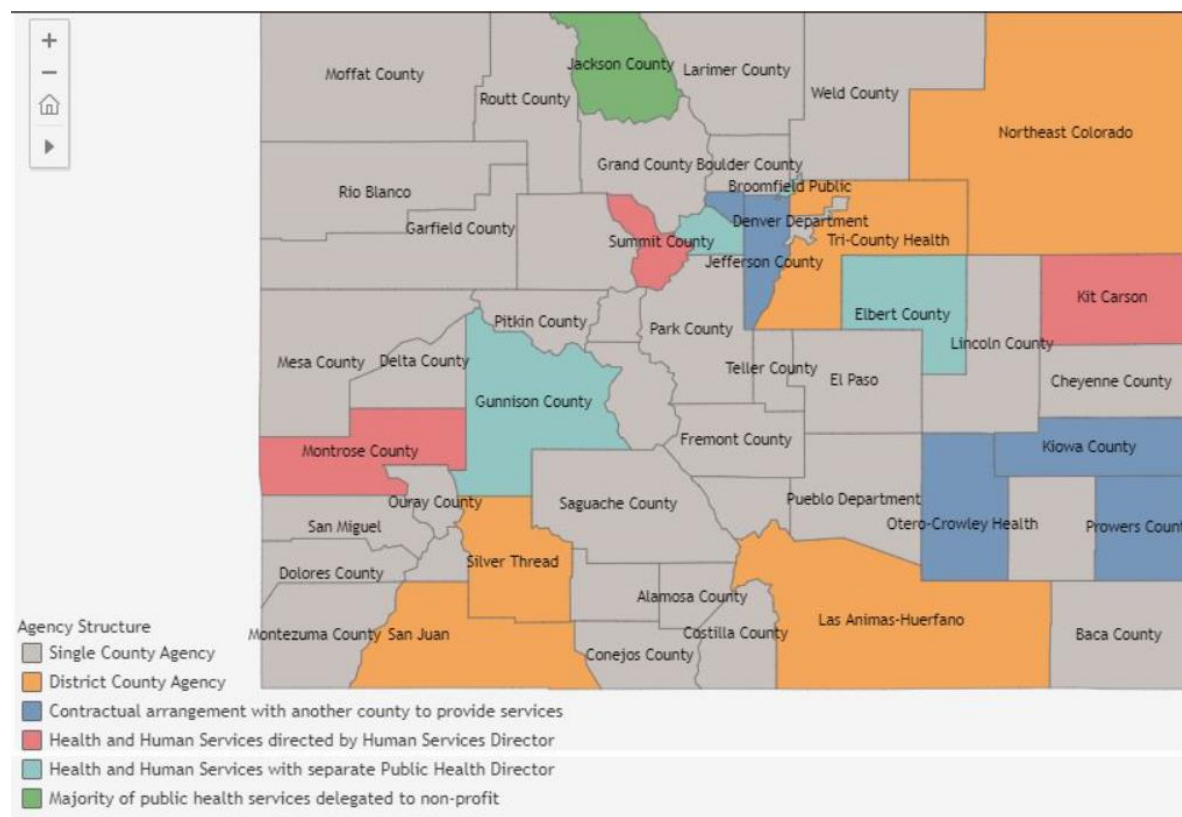 Jackson County
Moffat County
Larimer County
Routt County
Weld County
Northeast Colorado
Grand County
Boulder County
Broomfield Public
Rio Blanco
Denver Department
Garfield County
Summit County
Tri-County Health
Jefferson County
Kit Carson
Elbert County
Pitkin County
Park County
Lincoln County
Mesa County
Delta County
Teller County
El Paso
Cheyenne County
Gunnison County
Fremont County
Montrose County
Kiowa County
Ouray County
Saguache County
Pueblo Department
San Miguel
Otero-Crowley Health
Prowers Count
Silver Thread
Dolores County
Alamosa County
Las Animas-Huerfano
Montezuma County
San Juan
Costilla County
Baca County
Conejos County
Agency Structure
Single County Agency
District County Agency
Contractual arrangement with another county to provide services
Health and Human Services directed by Human Services Director
Health and Human Services with separate Public Health Director
Majority of public health services delegated to non-profit